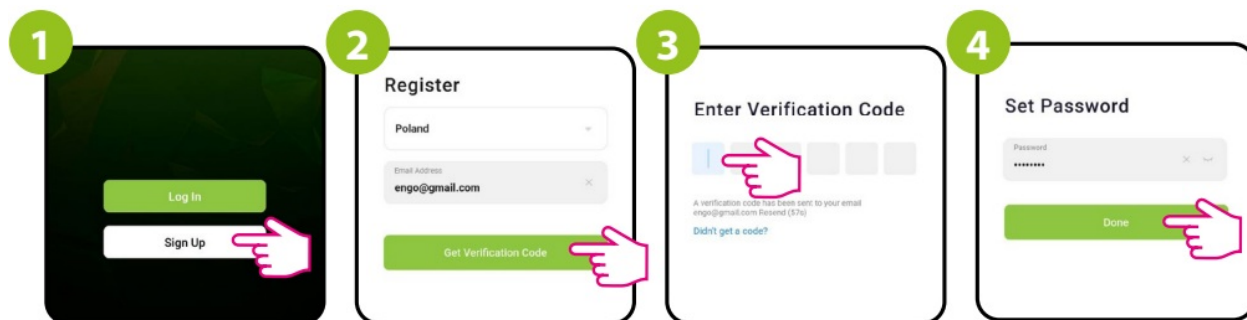 1
Log In
Sign Up
2
Register
Poland
Email Address
engo@gmail.com
Get Verification Code
3
Enter Verification Code
A verification code has been sent to your email
engo@gmail.com Resend (57s)
Didn't get a code?
4
Set Password
Password
••••••••
Done